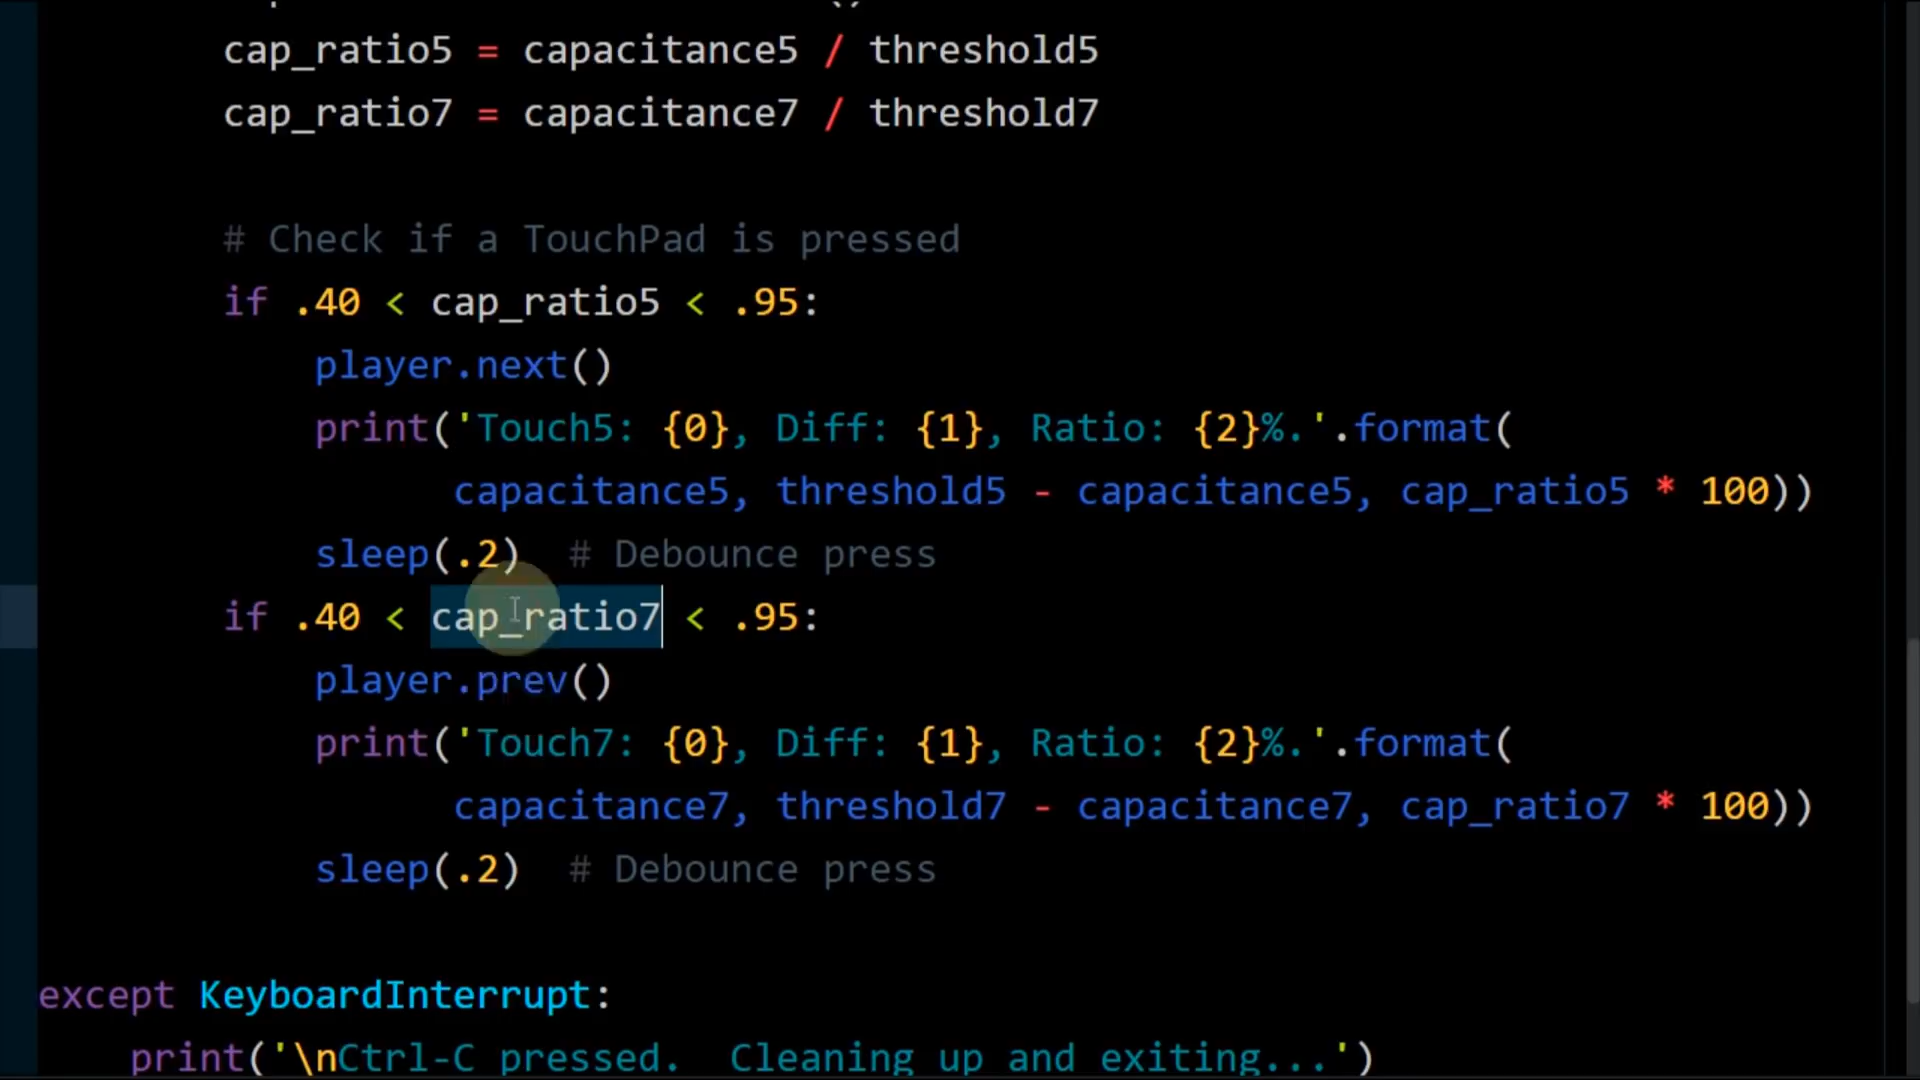 cap_ratio5 = capacitance5 / threshold5
cap_ratio7 = capacitance7 / threshold7
# Check if a TouchPad is pressed
if .40 < cap_ratio5 < .95:
player.next()
print('Touch5: {0}, Diff: {1}, Ratio: {2}%.'.format(
capacitance5, threshold5 - capacitance5, cap_ratio5 * 100))
sleep(.2)  # Debounce press
if .40 < cap_ratio7 < .95:
player.prev()
print('Touch7: {0}, Diff: {1}, Ratio: {2}%.'.format(
capacitance7, threshold7 - capacitance7, cap_ratio7 * 100))
sleep(.2)  # Debounce press
except KeyboardInterrupt:
print('\nCtrl-C pressed.  Cleaning up and exiting...')